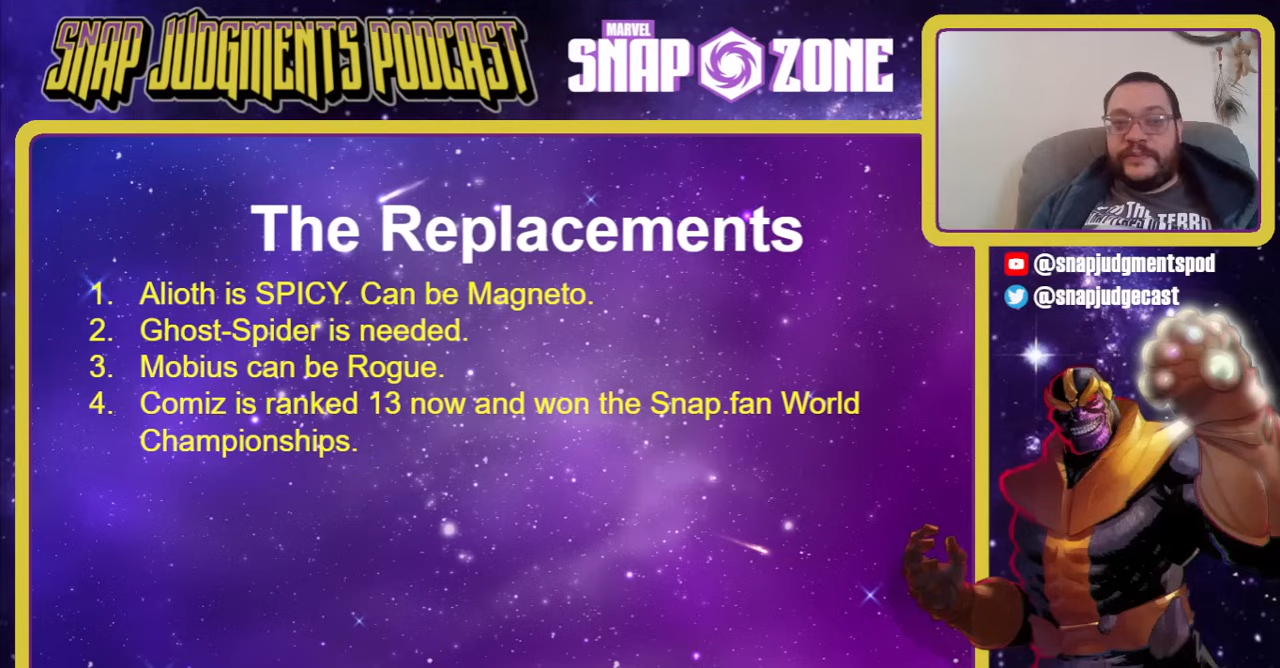 SNAP JUDGMENTS PODCAST
MARVEL
SNAP ZONE
The Replacements
1. Alioth is SPICY. Can be Magneto.
2. Ghost-Spider is needed.
3. Mobius can be Rogue.
4. Comiz is ranked 13 now and won the Snap.fan World
Championships.
@snapjudgmentspod
@snapjudgecast